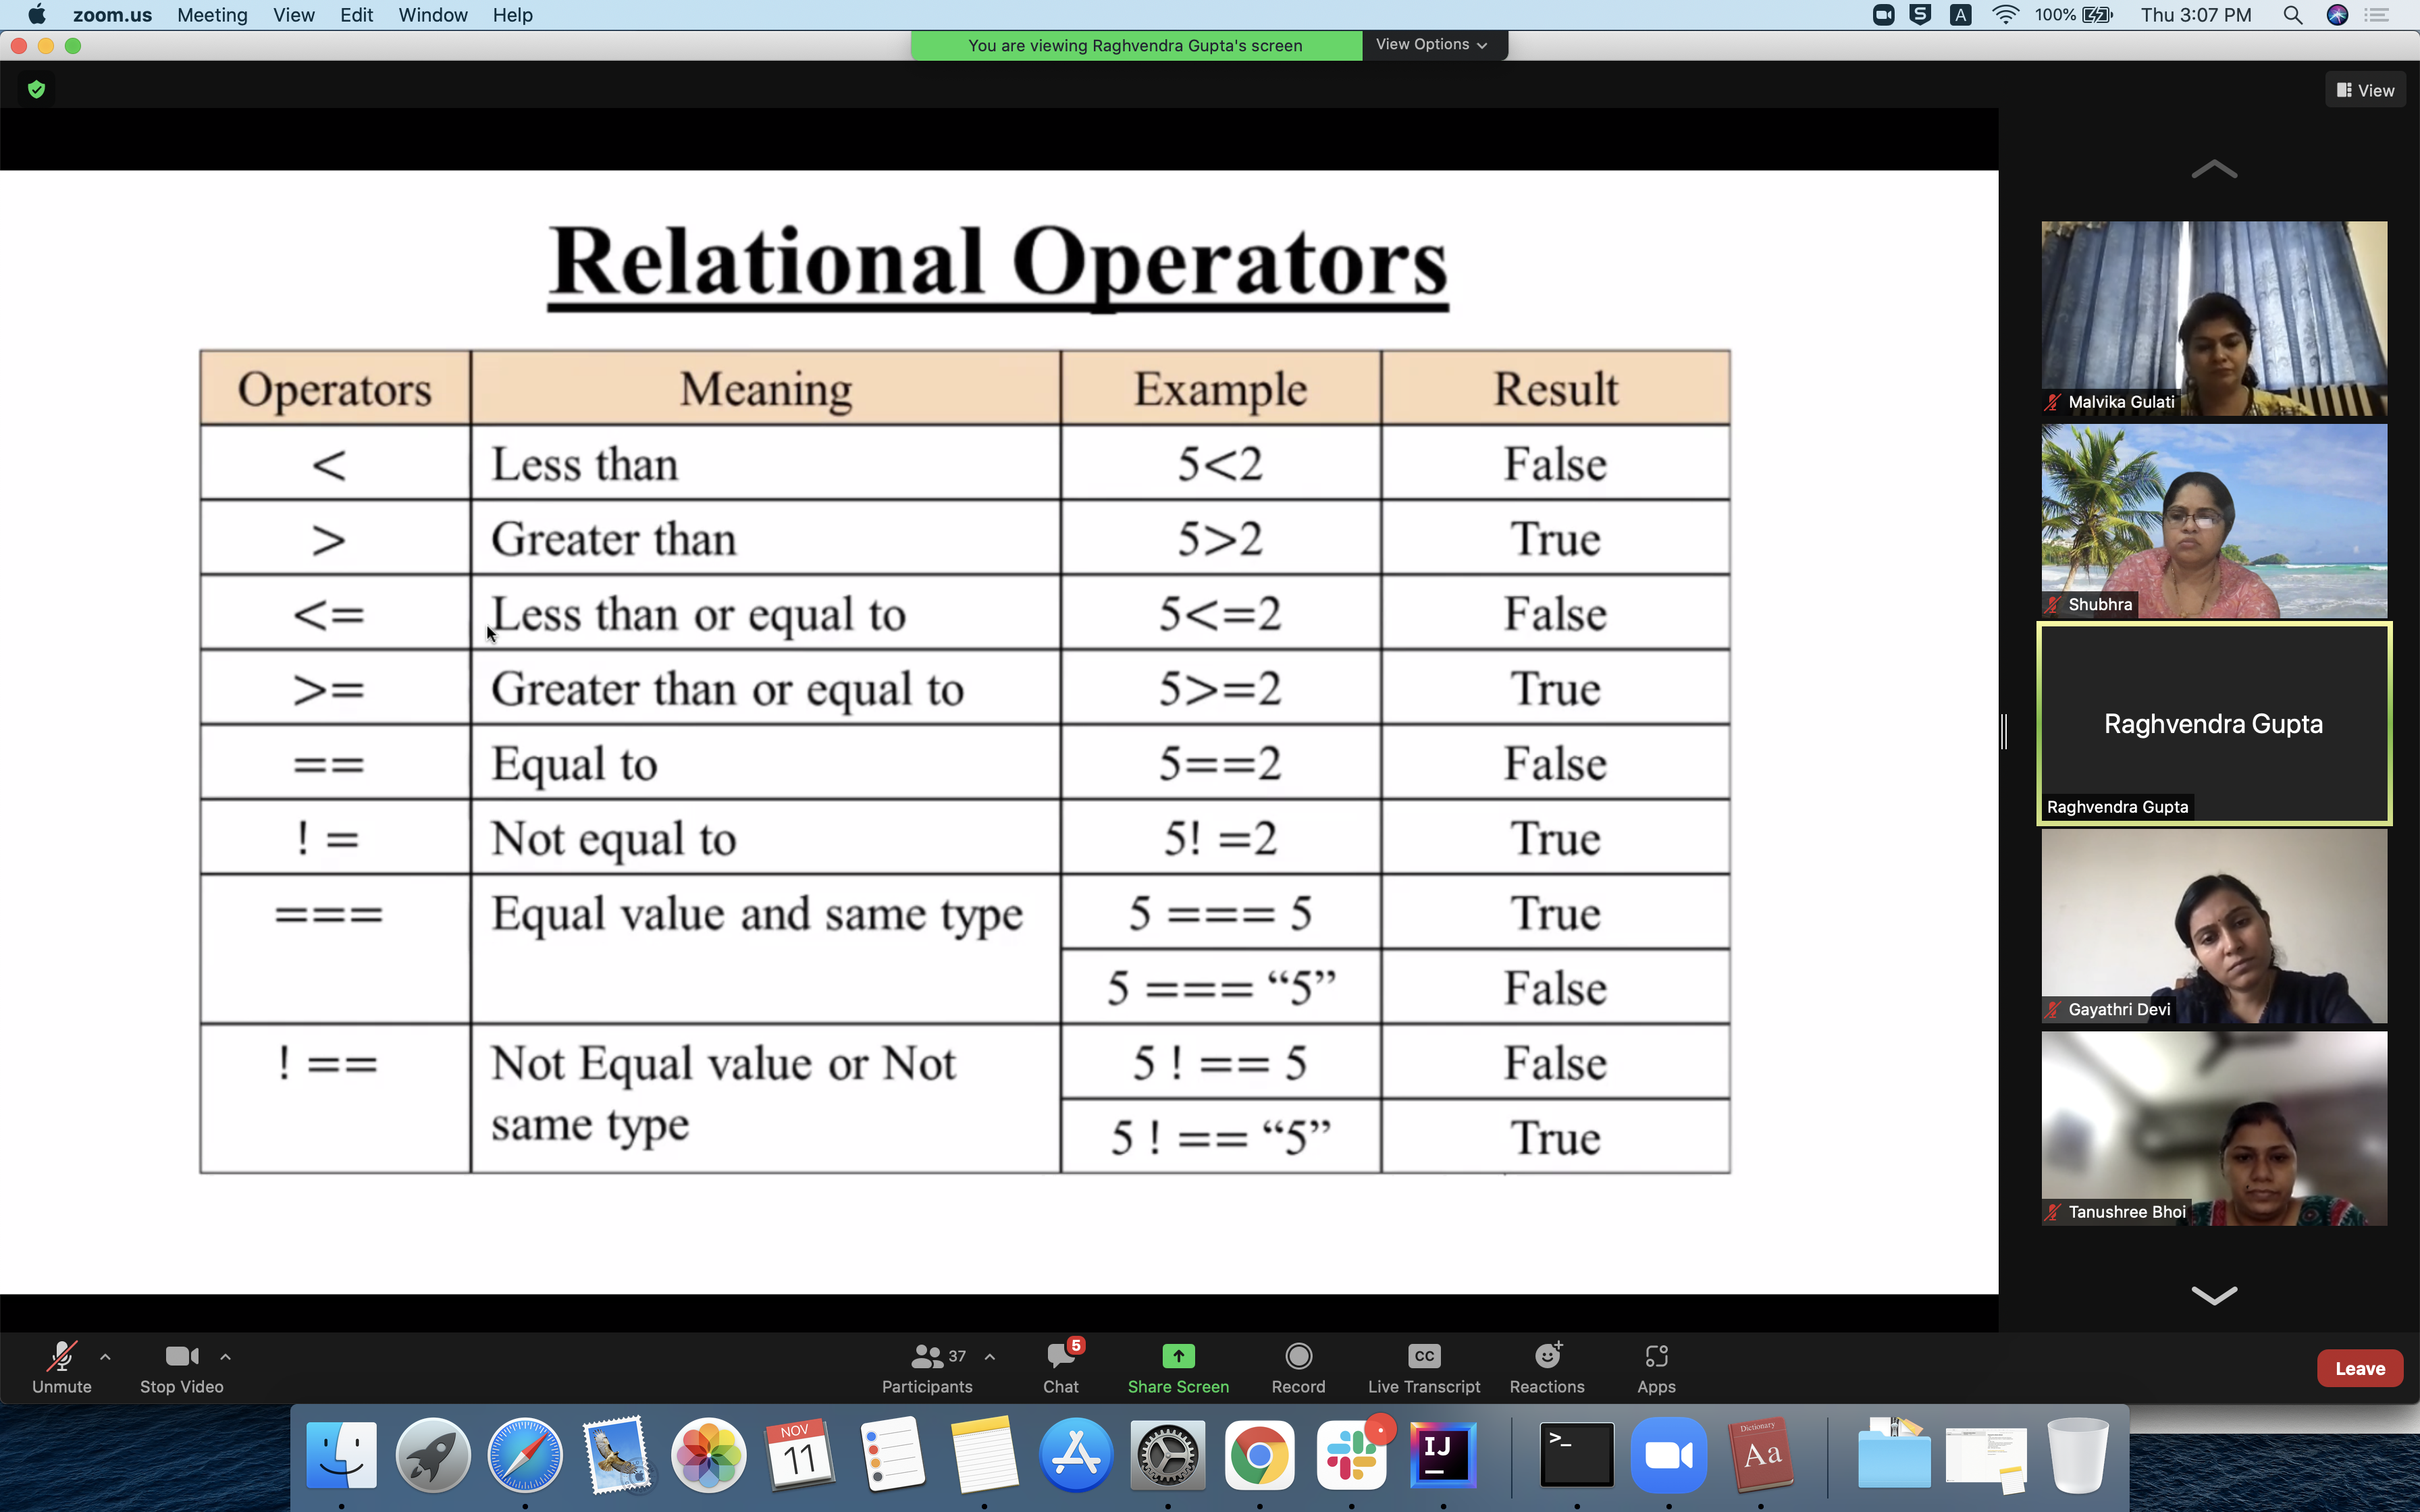 zoom.us Meeting View Edit Window Help
S A 100% Thu 3:07 PM
You are viewing Raghvendra Gupta's screen View Options
View
Relational Operators
Operators Meaning Example Result
< Less than 5<2 False
> Greater than 5>2 True
<= Less than or equal to 5<=2 False
>= Greater than or equal to 5>=2 True
== Equal to 5==2 False
! = Not equal to 5! =2 True
=== Equal value and same type 5 === 5 True
5 === “5” False
! == Not Equal value or Not 5 ! == 5 False
same type 5 ! == “5” True
Malvika Gulati
Shubhra
Raghvendra Gupta
Raghvendra Gupta
Gayathri Devi
Tanushree Bhoi
37 5 CC
Unmute Stop Video Participants Chat Share Screen Record Live Transcript Reactions Apps Leave
NOV
11
IJ
>_
Dictionary
Aa